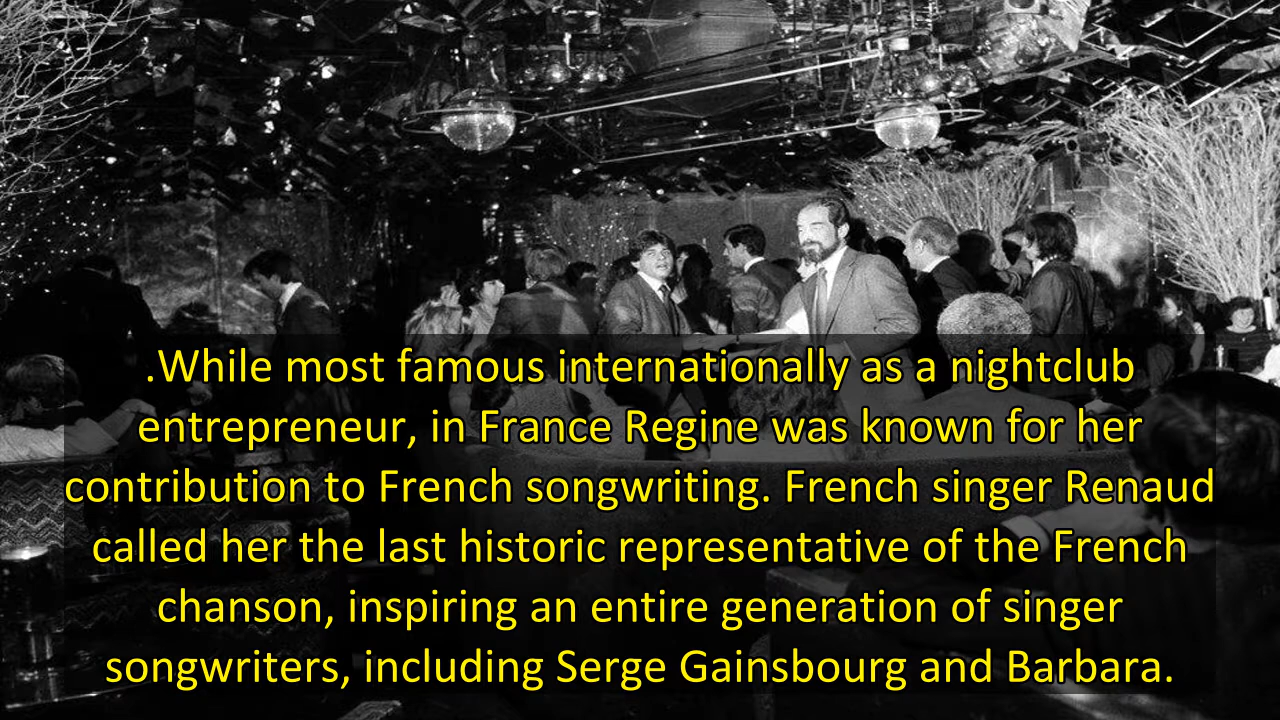 .While most famous internationally as a nightclub
entrepreneur, in France Regine was known for her
contribution to French songwriting. French singer Renaud
called her the last historic representative of the French
chanson, inspiring an entire generation of singer
songwriters, including Serge Gainsbourg and Barbara.